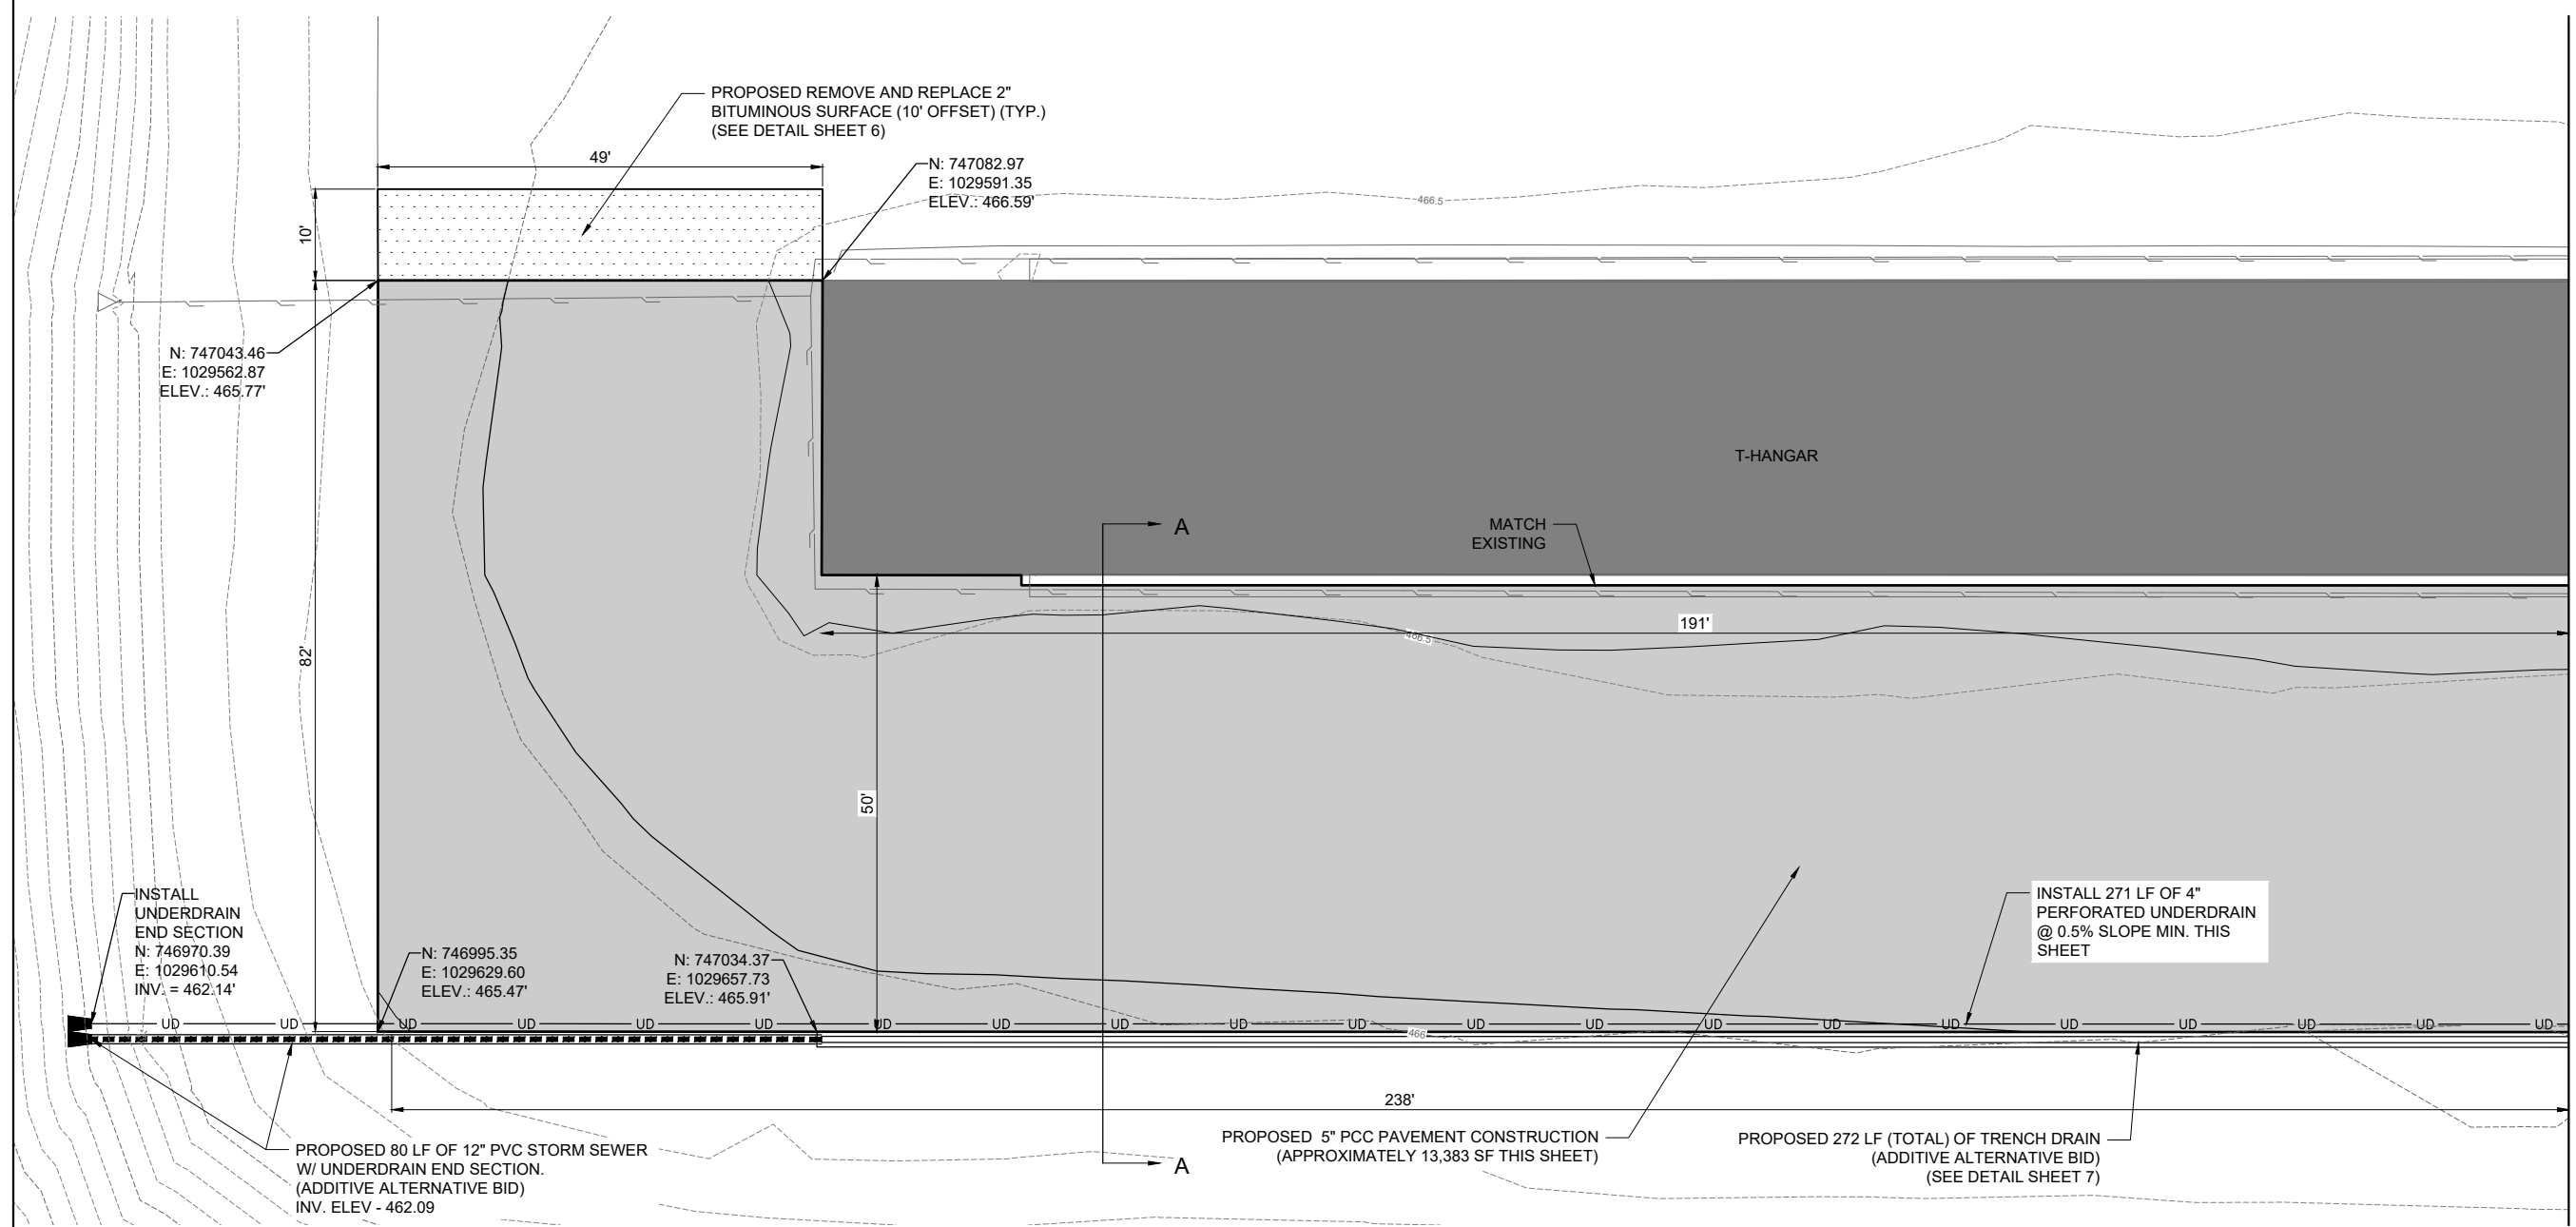 PROPOSED REMOVE AND REPLACE 2"
BITUMINOUS SURFACE (10' OFFSET) (TYP.)
(SEE DETAIL SHEET 6)
49'
N: 747082.97
E: 1029591.35
ELEV.: 466.59'
466.5
10'
N: 747043.46
E: 1029562.87
ELEV.: 465.77'
T-HANGAR
A
MATCH
EXISTING
191'
466.5
82'
50'
INSTALL
UNDERDRAIN
END SECTION
N: 746970.39
E: 1029610.54
INV. = 462.14'
N: 746995.35
E: 1029629.60
ELEV.: 465.47'
N: 747034.37
E: 1029657.73
ELEV.: 465.91'
INSTALL 271 LF OF 4"
PERFORATED UNDERDRAIN
@ 0.5% SLOPE MIN. THIS
SHEET
UD UD UD UD UD UD UD UD UD UD UD UD UD UD UD UD UD UD UD UD UD
466
238'
PROPOSED 80 LF OF 12" PVC STORM SEWER
W/ UNDERDRAIN END SECTION.
(ADDITIVE ALTERNATIVE BID)
INV. ELEV - 462.09
A
PROPOSED 5" PCC PAVEMENT CONSTRUCTION
(APPROXIMATELY 13,383 SF THIS SHEET)
PROPOSED 272 LF (TOTAL) OF TRENCH DRAIN
(ADDITIVE ALTERNATIVE BID)
(SEE DETAIL SHEET 7)